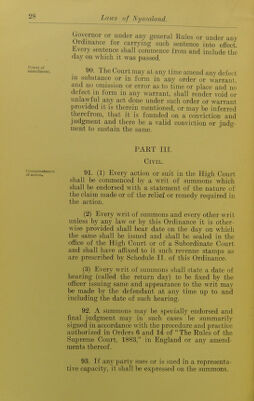 28
Laws of Nyasaland.
Governor or under any general Rules or under any
Ordinance for carrying such sentence into effect.
Every sentence shall commence from and include the
day on which it was passed.
Power of
amendment.
90. The Court may at any time amend any defect
in substance or in form in any order or warrant,
and no omission or error as to time or place and no
defect in form in any warrant, shall render void or
unlawful any act done under such order or warrant
provided it is therein mentioned, or may be inferred
therefrom, that it is founded on a conviction and
judgment and there be a valid conviction or judg-
ment to sustain the same.
PART III.
CIVIL.
Commencement
of action.
91. (1) Every action or suit in the High Court
shall be commenced by a writ of summons which
shall be endorsed with a statement of the nature of
the claim made or of the relief or remedy required in
the action.
(2) Every writ of summons and every other writ
unless by any law or by this Ordinance it is other-
wise provided shall bear date on the day on which
the same shall be issued and shall be sealed in the
office of the High Court or of a Subordinate Court
and shall have affixed to it such revenue stamps as
are prescribed by Schedule II. of this Ordinance.
(3) Every writ of summons shall state a date of
hearing (called the return day) to be fixed by the
officer issuing same and appearance to the writ may
be made by the defendant at any time up to and
including the date of such hearing.
92. A summons may be specially endorsed and
final judgment may in such cases be summarily
signed in accordance with the procedure and practice
authorized in Orders 6 and 14 of "The Rules of the
Supreme Court, 1883," in England or any amend-
ments thereof.
93. If any party sues or is sued in a representa-
tive capacity, it shall be expressed on the summons.